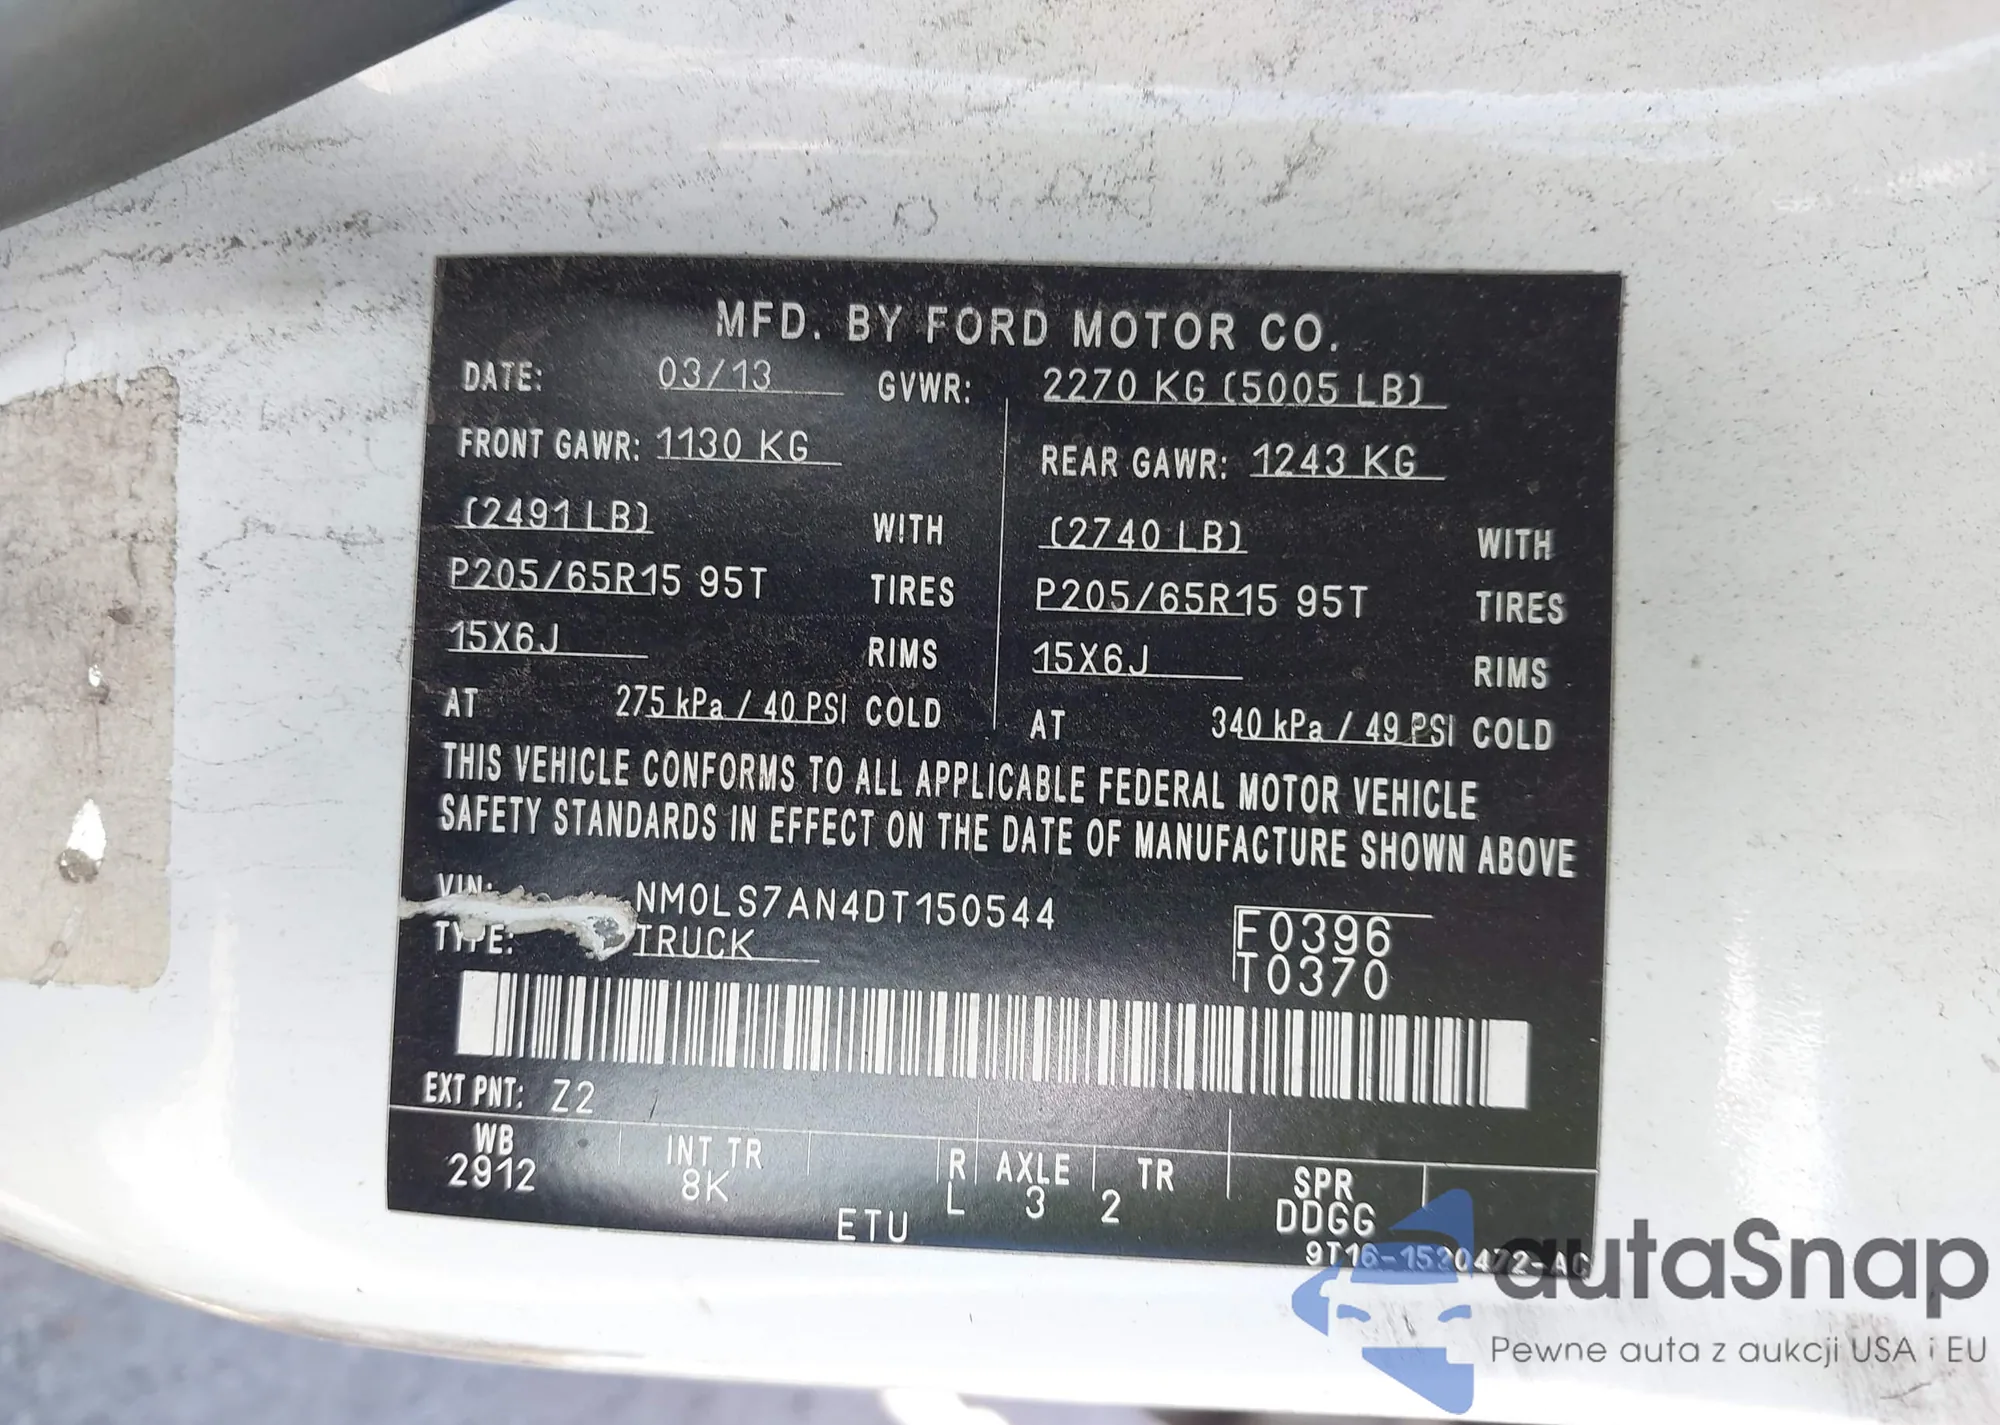 MFD. BY FORD MOTOR CO.
DATE: 03/13 GVWR: 2270 KG (5005 LB)
FRONT GAWR: 1130 KG REAR GAWR: 1243 KG
(2491 LB) WITH (2740 LB) WITH
P205/65R15 95T TIRES P205/65R15 95T TIRES
15X6J RIMS 15X6J RIMS
AT 275 kPa / 40 PSI COLD AT 340 kPa / 49 PSI COLD
THIS VEHICLE CONFORMS TO ALL APPLICABLE FEDERAL MOTOR VEHICLE
SAFETY STANDARDS IN EFFECT ON THE DATE OF MANUFACTURE SHOWN ABOVE
VIN: NM0LS7AN4DT150544
TYPE: TRUCK
F0396
T0370
EXT PNT: Z2
WB INT TR R AXLE TR SPR
2912 8K L 3 2 DDGG
ETU
9T16-1520472-AC
autaSnap
Pewne auta z aukcji USA i EU